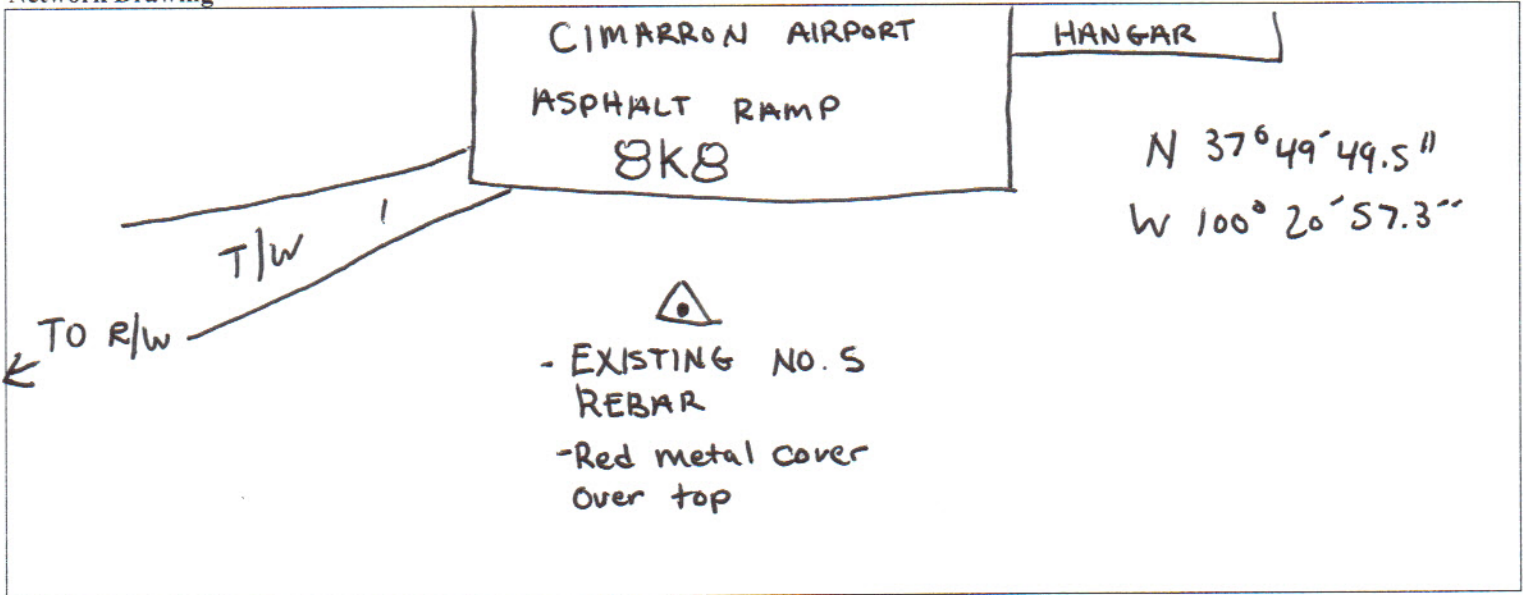 Network Drawing
CIMARRON AIRPORT
HANGAR
ASPHALT RAMP
8K8
N 37° 49' 49.5"
W 100° 20' 57.3"
T/W
TO R/W
- EXISTING NO. 5
REBAR
- Red metal cover
over top